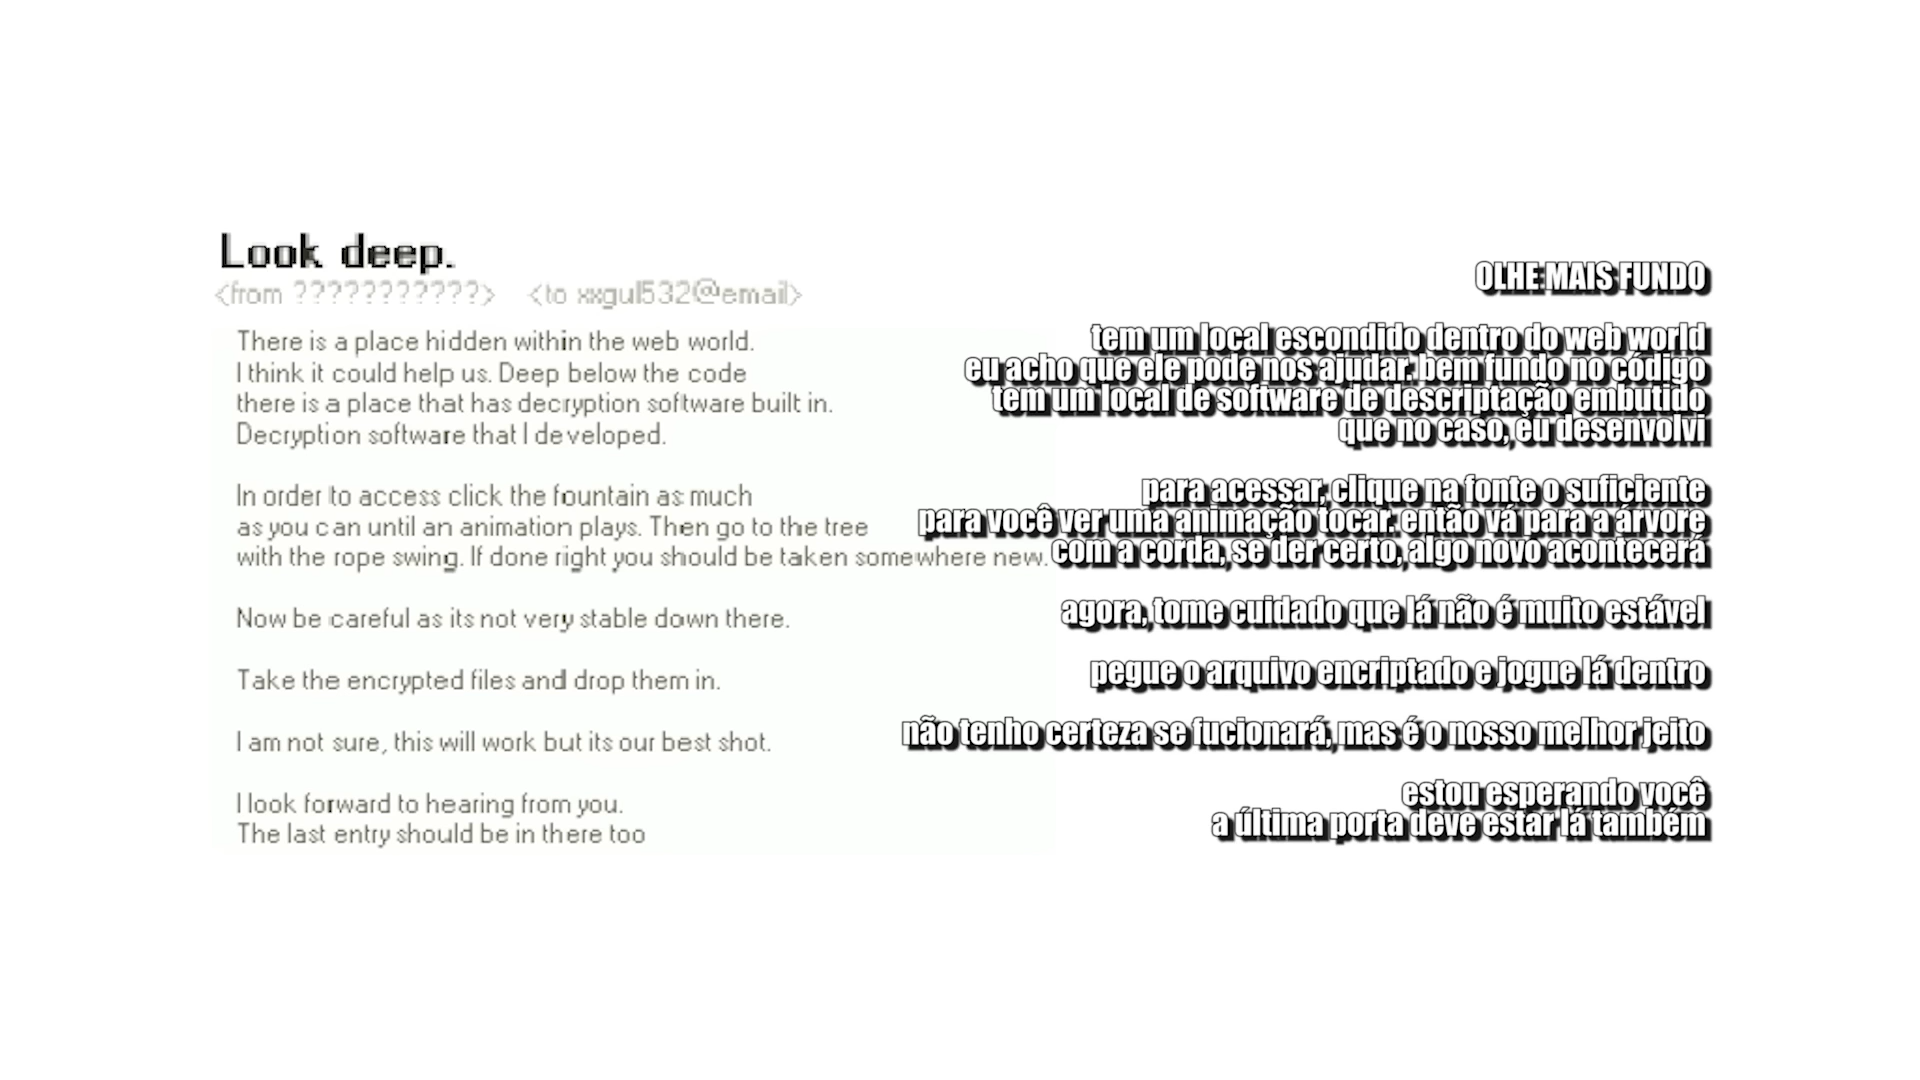 Look deep.
<from ???????????> <to xxgul532@email>
There is a place hidden within the web world.
I think it could help us. Deep below the code
there is a place that has decryption software built in.
Decryption software that I developed.
In order to access click the fountain as much
as you can until an animation plays. Then go to the tree
with the rope swing. If done right you should be taken somewhere new.
Now be careful as its not very stable down there.
Take the encrypted files and drop them in.
I am not sure, this will work but its our best shot.
I look forward to hearing from you.
The last entry should be in there too
OLHE MAIS FUNDO
tem um local escondido dentro do web world
eu acho que ele pode nos ajudar. bem fundo no código
tem um local de software de descriptação embutido
que no caso, eu desenvolvi
para acessar, clique na fonte o suficiente
para você ver uma animação tocar. então vá para a árvore
com a corda, se der certo, algo novo acontecerá
agora, tome cuidado que lá não é muito estável
pegue o arquivo encriptado e jogue lá dentro
não tenho certeza se fucionará, mas é o nosso melhor jeito
estou esperando você
a última porta deve estar lá também